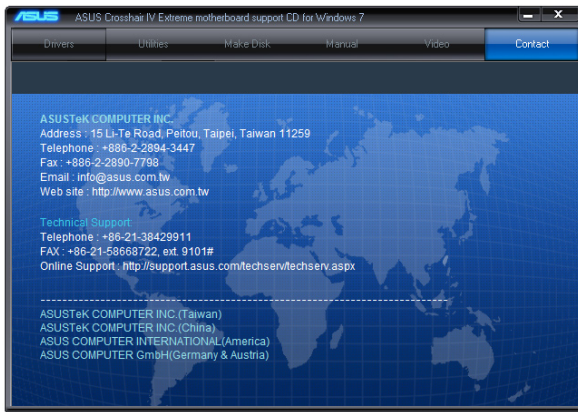 ASUS ASUS Crosshair IV Extreme motherboard support CD for Windows 7
Drivers Utilities Make Disk Manual Video Contact
ASUSTeK COMPUTER INC.
Address : 15 Li-Te Road, Peitou, Taipei, Taiwan 11259
Telephone : +886-2-2894-3447
Fax : +886-2-2890-7798
Email : info@asus.com.tw
Web site : http://www.asus.com.tw
Technical Support:
Telephone : +86-21-38429911
FAX : +86-21-58668722, ext. 9101#
Online Support : http://support.asus.com/techserv/techserv.aspx
ASUSTeK COMPUTER INC.(Taiwan)
ASUSTeK COMPUTER INC.(China)
ASUS COMPUTER INTERNATIONAL(America)
ASUS COMPUTER GmbH(Germany & Austria)